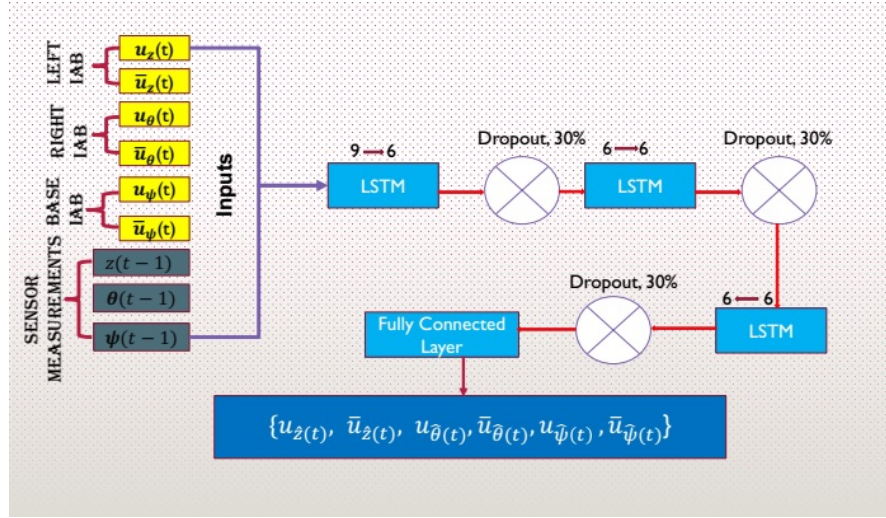 LEFT IAB
u_z(t)
ū_z(t)
RIGHT IAB
u_θ(t)
ū_θ(t)
BASE IAB
u_ψ(t)
ū_ψ(t)
SENSOR MEASUREMENTS
z(t − 1)
θ(t − 1)
ψ(t − 1)
Inputs
9 → 6
LSTM
Dropout, 30%
6 → 6
LSTM
Dropout, 30%
6 ← 6
LSTM
Dropout, 30%
Fully Connected
Layer
{u_ẑ(t), ū_ẑ(t), u_θ̂(t), ū_θ̂(t), u_ψ̂(t), ū_ψ̂(t)}